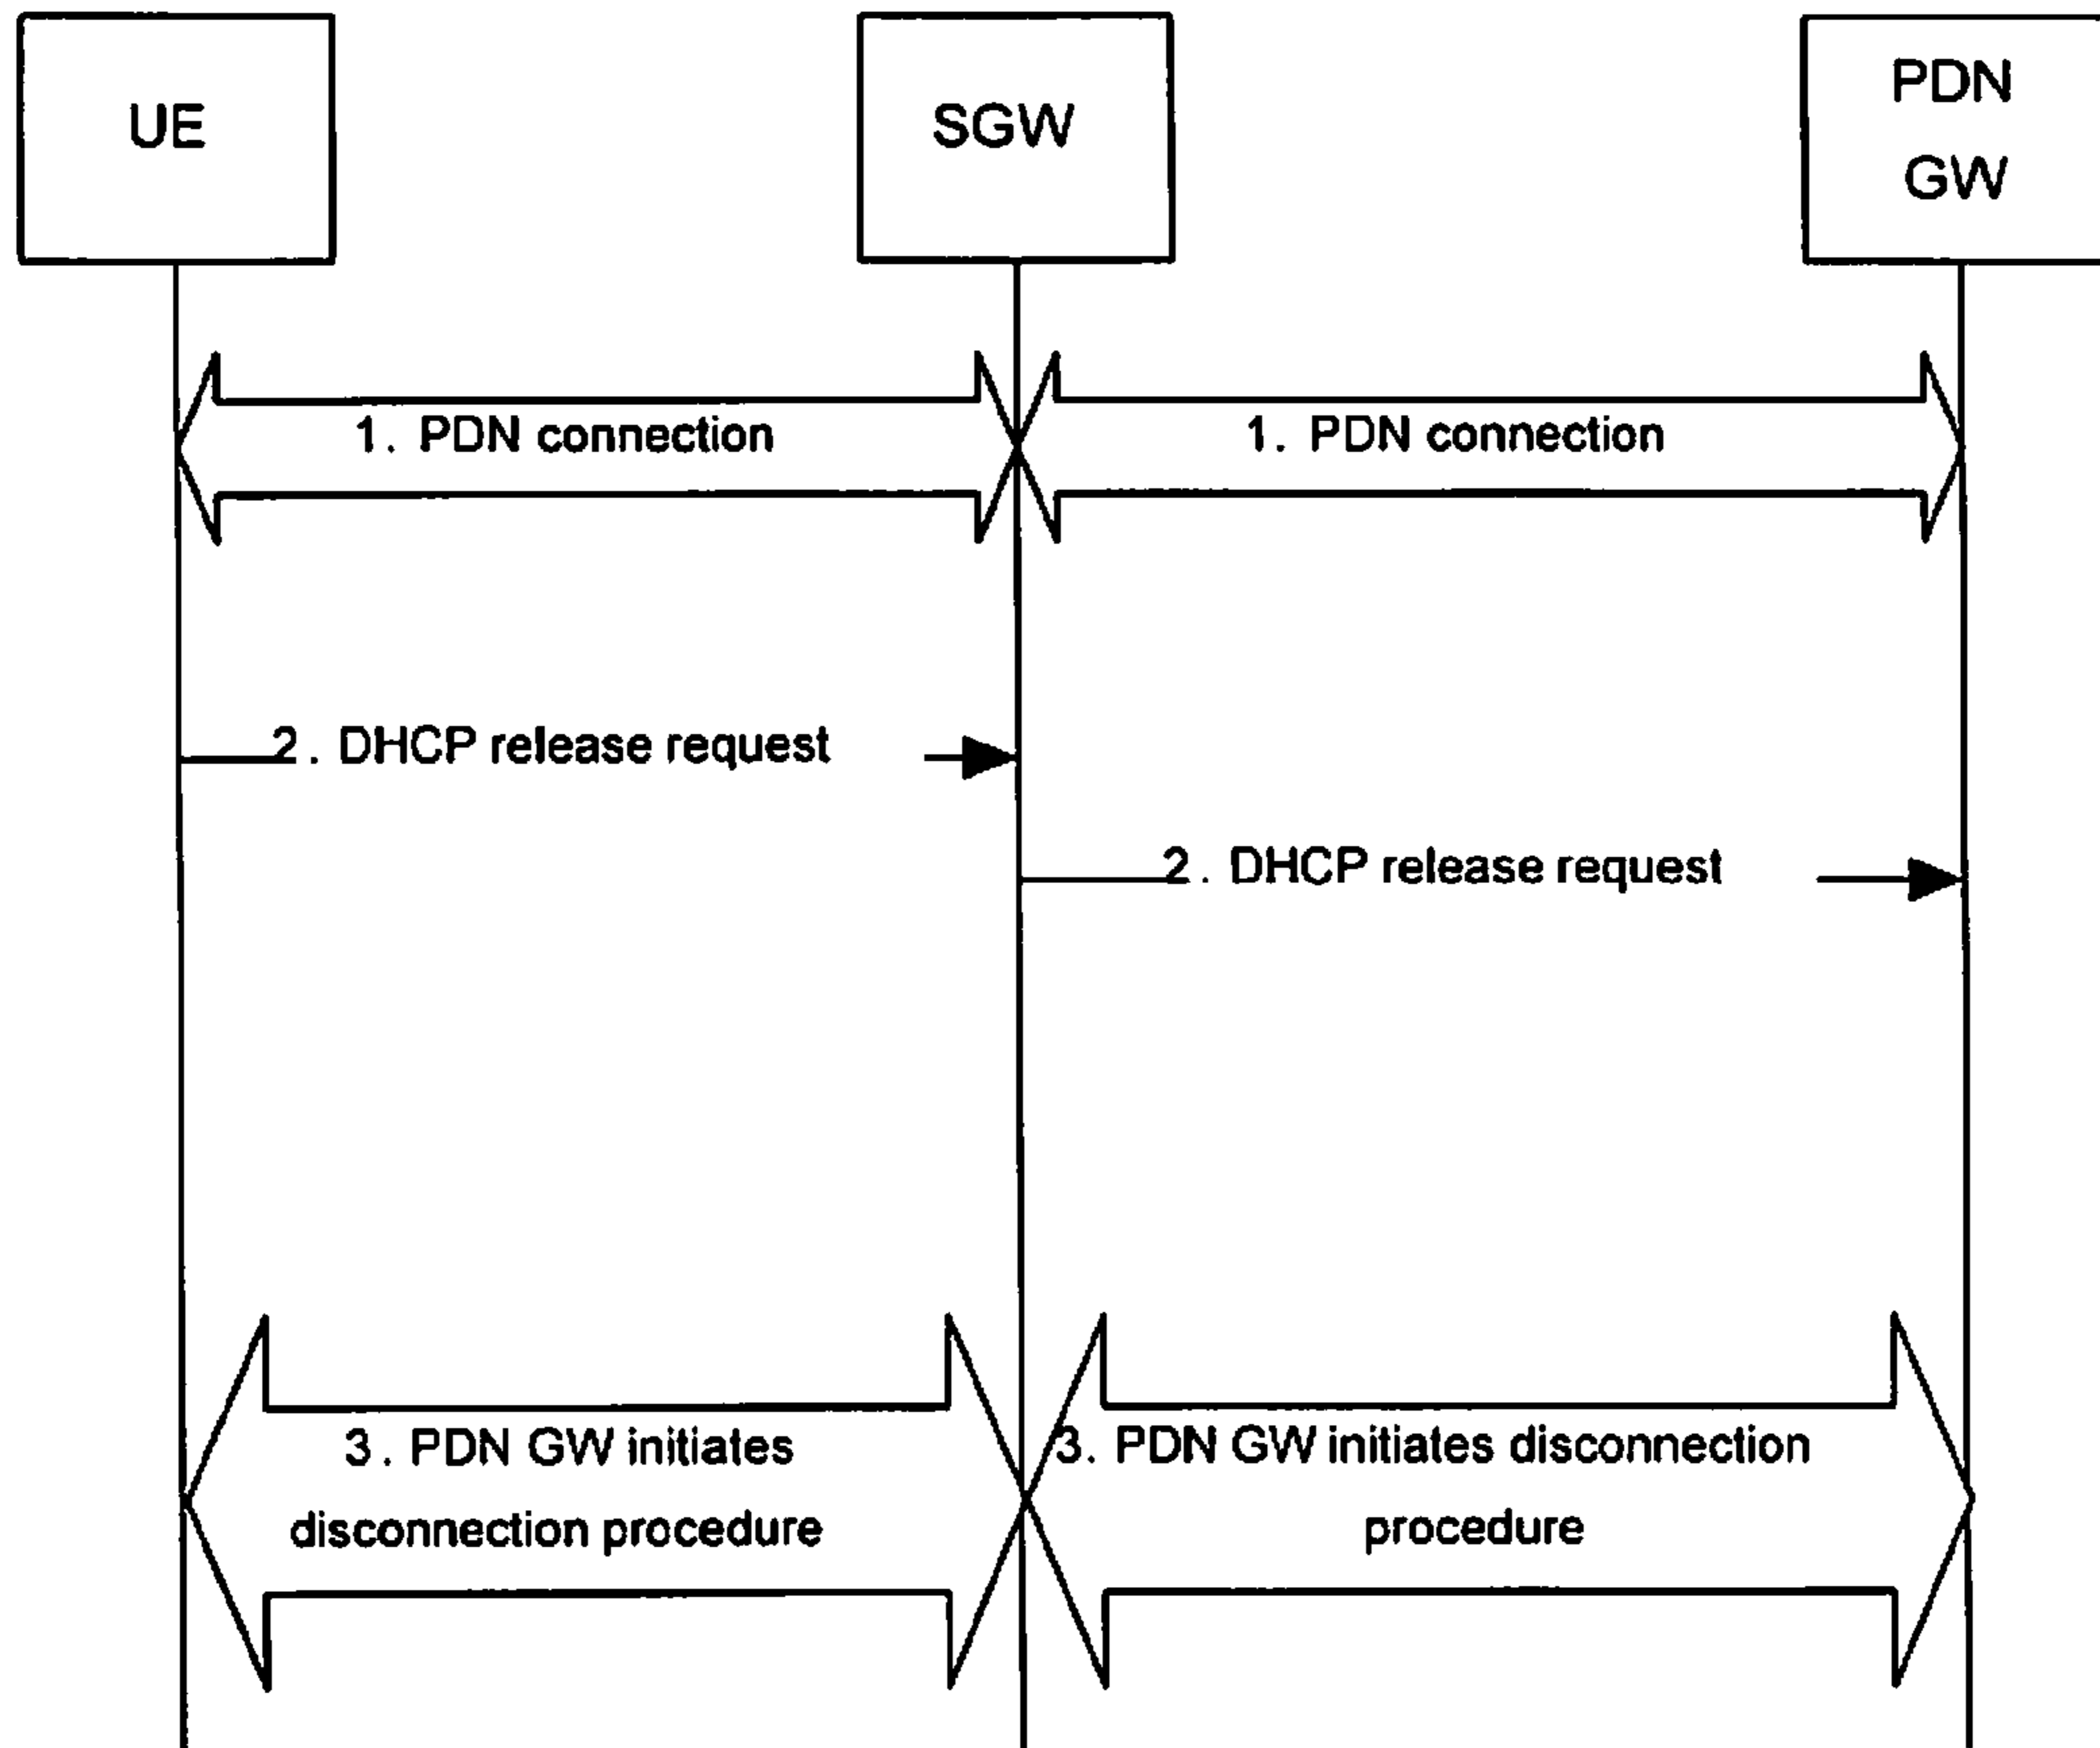 UE
SGW
PDN
GW
1. PDN connection
1. PDN connection
2. DHCP release request
2. DHCP release request
3. PDN GW initiates
disconnection procedure
3. PDN GW initiates disconnection
procedure